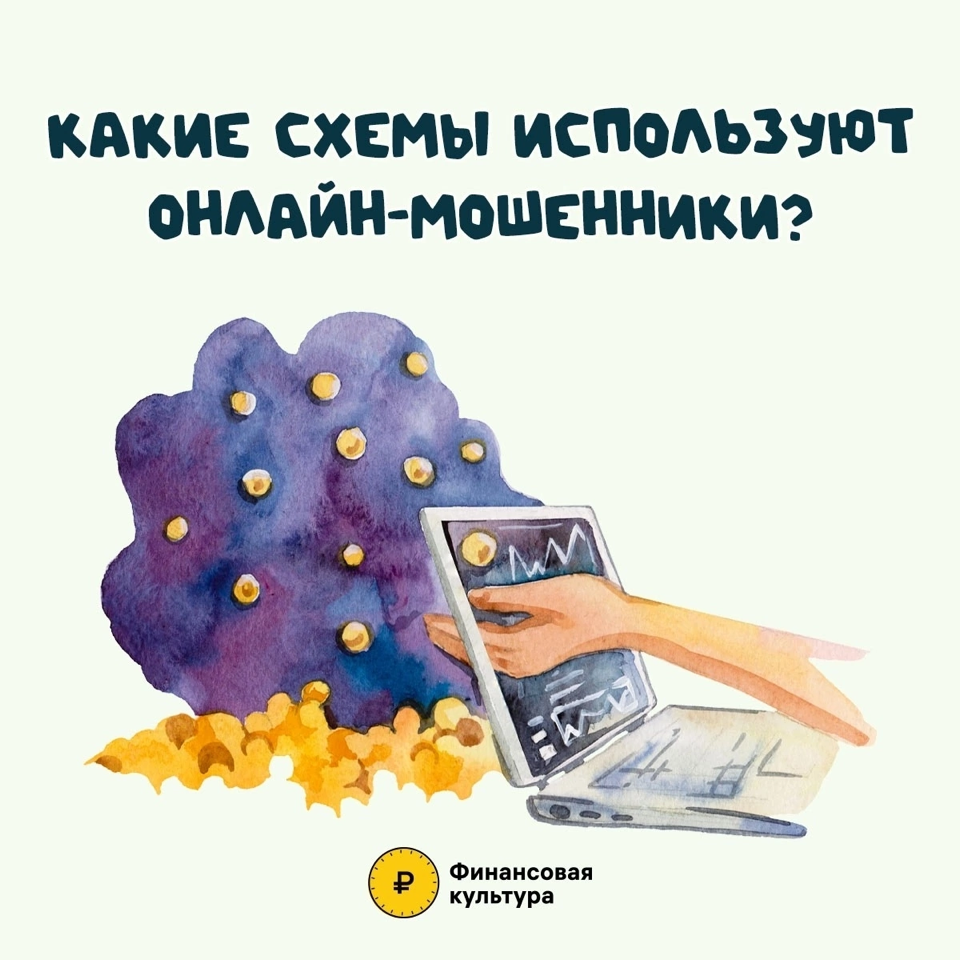 КАКИЕ СХЕМЫ ИСПОЛЬЗУЮТ
ОНЛАЙН-МОШЕННИКИ?
₽
Финансовая
культура